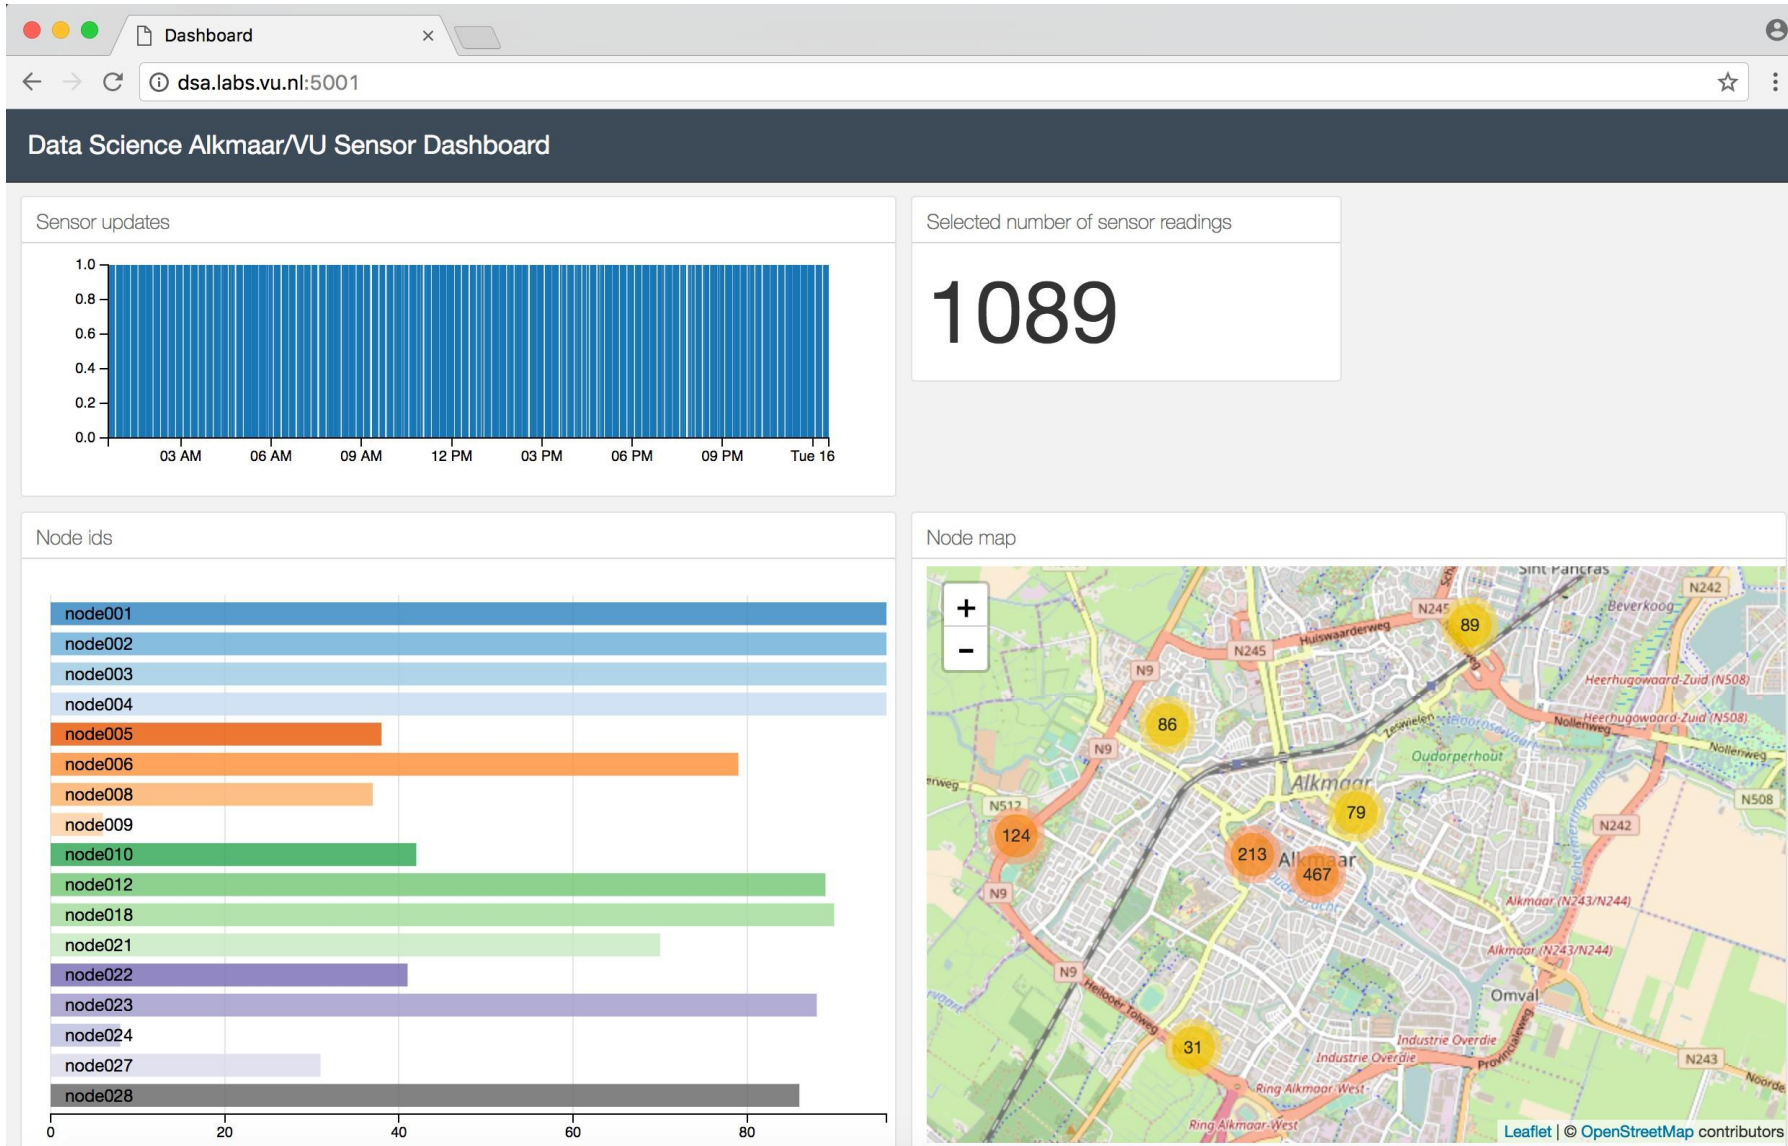 Dashboard
dsa.labs.vu.nl:5001
Data Science Alkmaar/VU Sensor Dashboard
Sensor updates
1.0
0.8
0.6
0.4
0.2
0.0
03 AM 06 AM 09 AM 12 PM 03 PM 06 PM 09 PM Tue 16
Selected number of sensor readings
1089
Node ids
node001
node002
node003
node004
node005
node006
node008
node009
node010
node012
node018
node021
node022
node023
node024
node027
node028
0 20 40 60 80
Node map
+
-
Sint Pancras
N242
Beverkoog
N245
89
Huiswaarderweg
N245
N9
Heerhugowaard-Zuid (N508)
86
Heerhugowaard-Zuid (N508)
Nollenweg
Nollenweg
N9
Oudorperhout
Alkmaar
N512
79
N508
N242
124
213
Alkmaar
467
N9
Alkmaar (N243/N244)
Alkmaar (N243/N244)
N9
Heilooër Tolweg
Omval
Provincialeweg
31
Industrie Overdie
Industrie Overdie
N243
Ring Alkmaar-West
Ring Alkmaar-West
Leaflet | © OpenStreetMap contributors